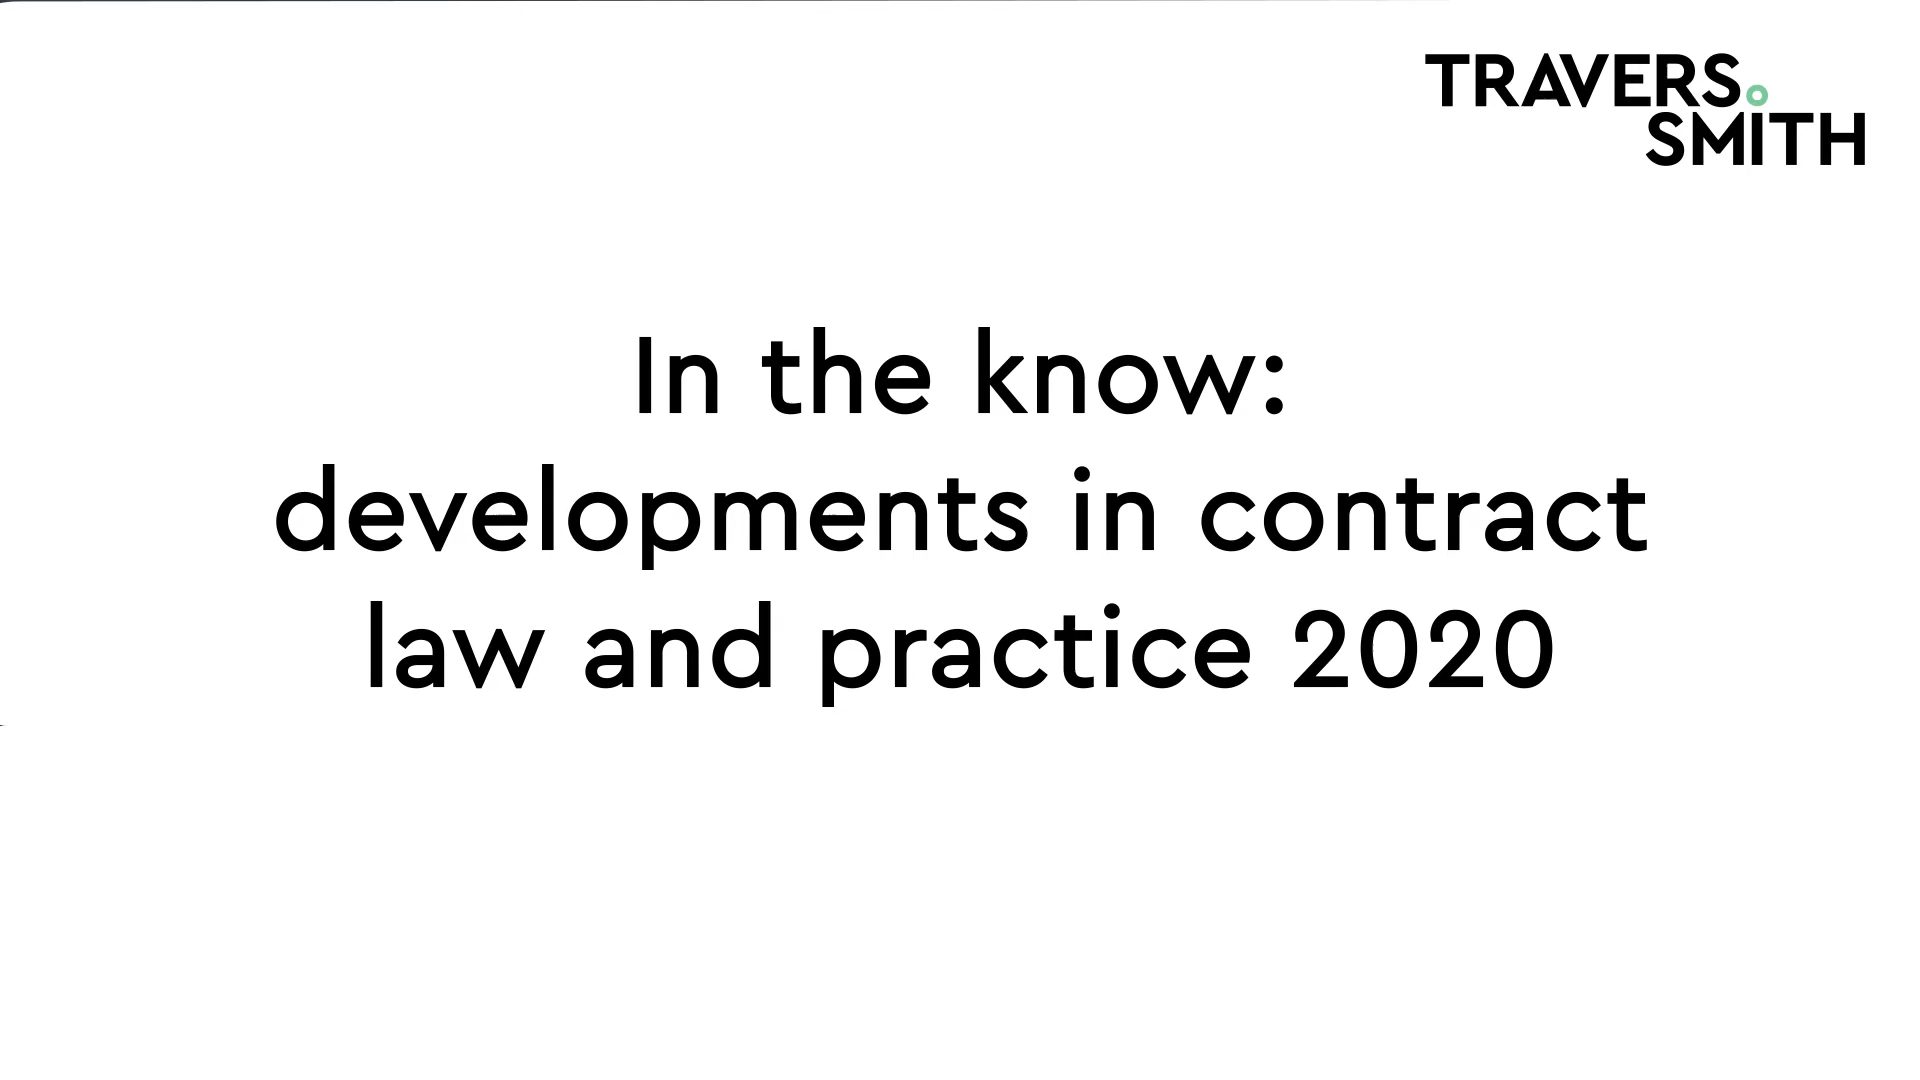 TRAVERS
SMITH
In the know:
developments in contract
law and practice 2020